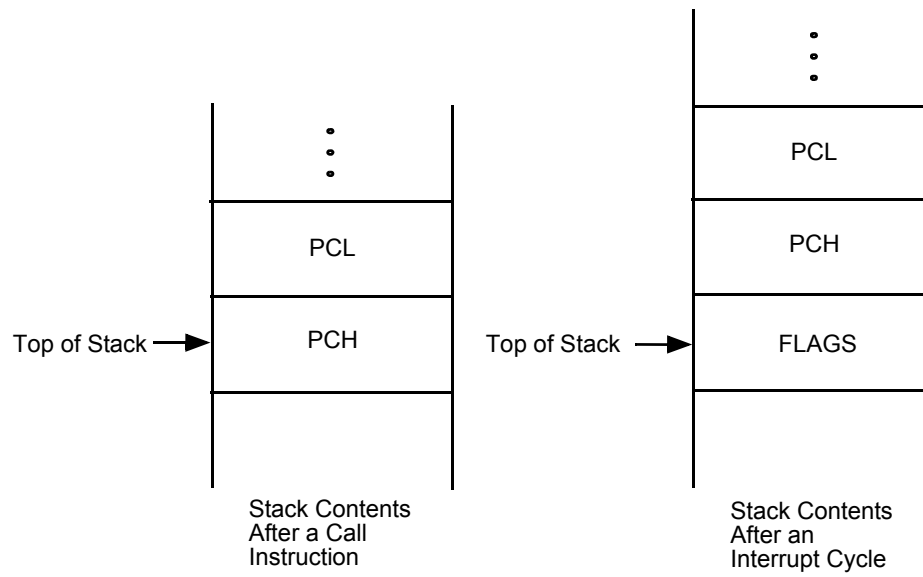 PCL
PCH
Top of Stack
Stack Contents
After a Call
Instruction
PCL
PCH
FLAGS
Top of Stack
Stack Contents
After an
Interrupt Cycle